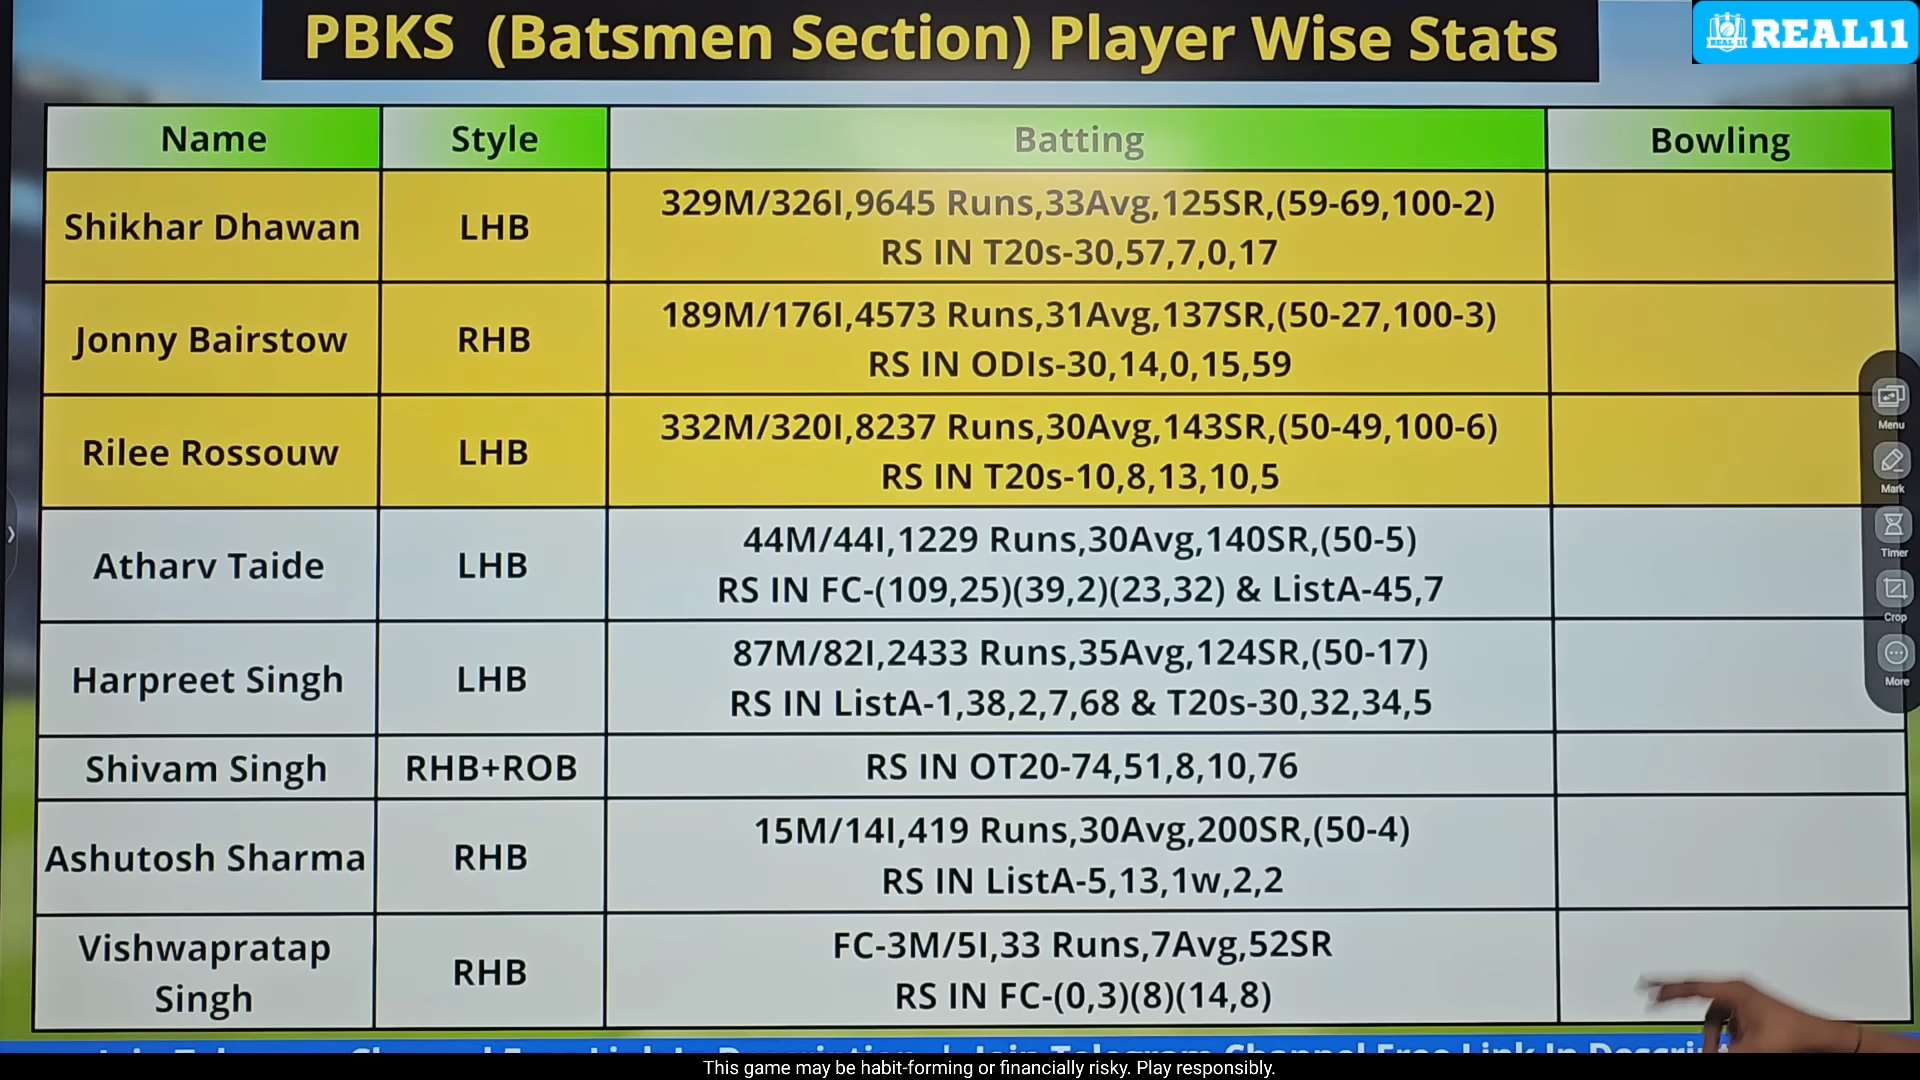 PBKS (Batsmen Section) Player Wise Stats
REAL 11
REAL11
Name
Style
Batting
Bowling
Shikhar Dhawan
LHB
329M/326I,9645 Runs,33Avg,125SR,(59-69,100-2)
RS IN T20s-30,57,7,0,17
Jonny Bairstow
RHB
189M/176I,4573 Runs,31Avg,137SR,(50-27,100-3)
RS IN ODIs-30,14,0,15,59
Rilee Rossouw
LHB
332M/320I,8237 Runs,30Avg,143SR,(50-49,100-6)
RS IN T20s-10,8,13,10,5
Atharv Taide
LHB
44M/44I,1229 Runs,30Avg,140SR,(50-5)
RS IN FC-(109,25)(39,2)(23,32) & ListA-45,7
Harpreet Singh
LHB
87M/82I,2433 Runs,35Avg,124SR,(50-17)
RS IN ListA-1,38,2,7,68 & T20s-30,32,34,5
Shivam Singh
RHB+ROB
RS IN OT20-74,51,8,10,76
Ashutosh Sharma
RHB
15M/14I,419 Runs,30Avg,200SR,(50-4)
RS IN ListA-5,13,1w,2,2
Vishwapratap
Singh
RHB
FC-3M/5I,33 Runs,7Avg,52SR
RS IN FC-(0,3)(8)(14,8)
Menu
Mark
Timer
Crop
More
Telegram Channel Free Link In
This game may be habit-forming or financially risky. Play responsibly.